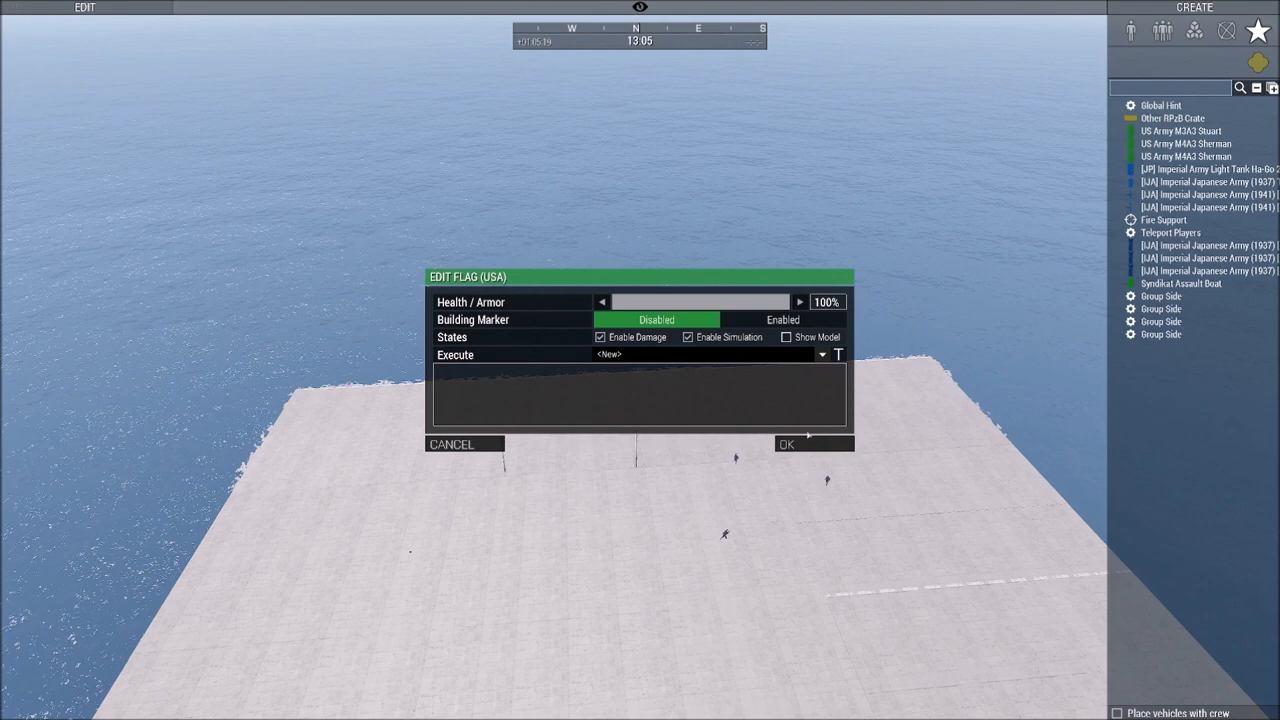 EDIT
CREATE
W N E S
+01:05:19 13:05
Global Hint
Other RPzB Crate
US Army M3A3 Stuart
US Army M4A3 Sherman
US Army M4A3 Sherman
[JP] Imperial Army Light Tank Ha-Go
[IJA] Imperial Japanese Army (1937)
[IJA] Imperial Japanese Army (1941)
[IJA] Imperial Japanese Army (1941)
Fire Support
Teleport Players
[IJA] Imperial Japanese Army (1937)
[IJA] Imperial Japanese Army (1937)
[IJA] Imperial Japanese Army (1937)
Syndikat Assault Boat
Group Side
Group Side
Group Side
Group Side
EDIT FLAG (USA)
Health / Armor 100%
Building Marker Disabled Enabled
States Enable Damage Enable Simulation Show Model
Execute <New> T
CANCEL OK
Place vehicles with crew